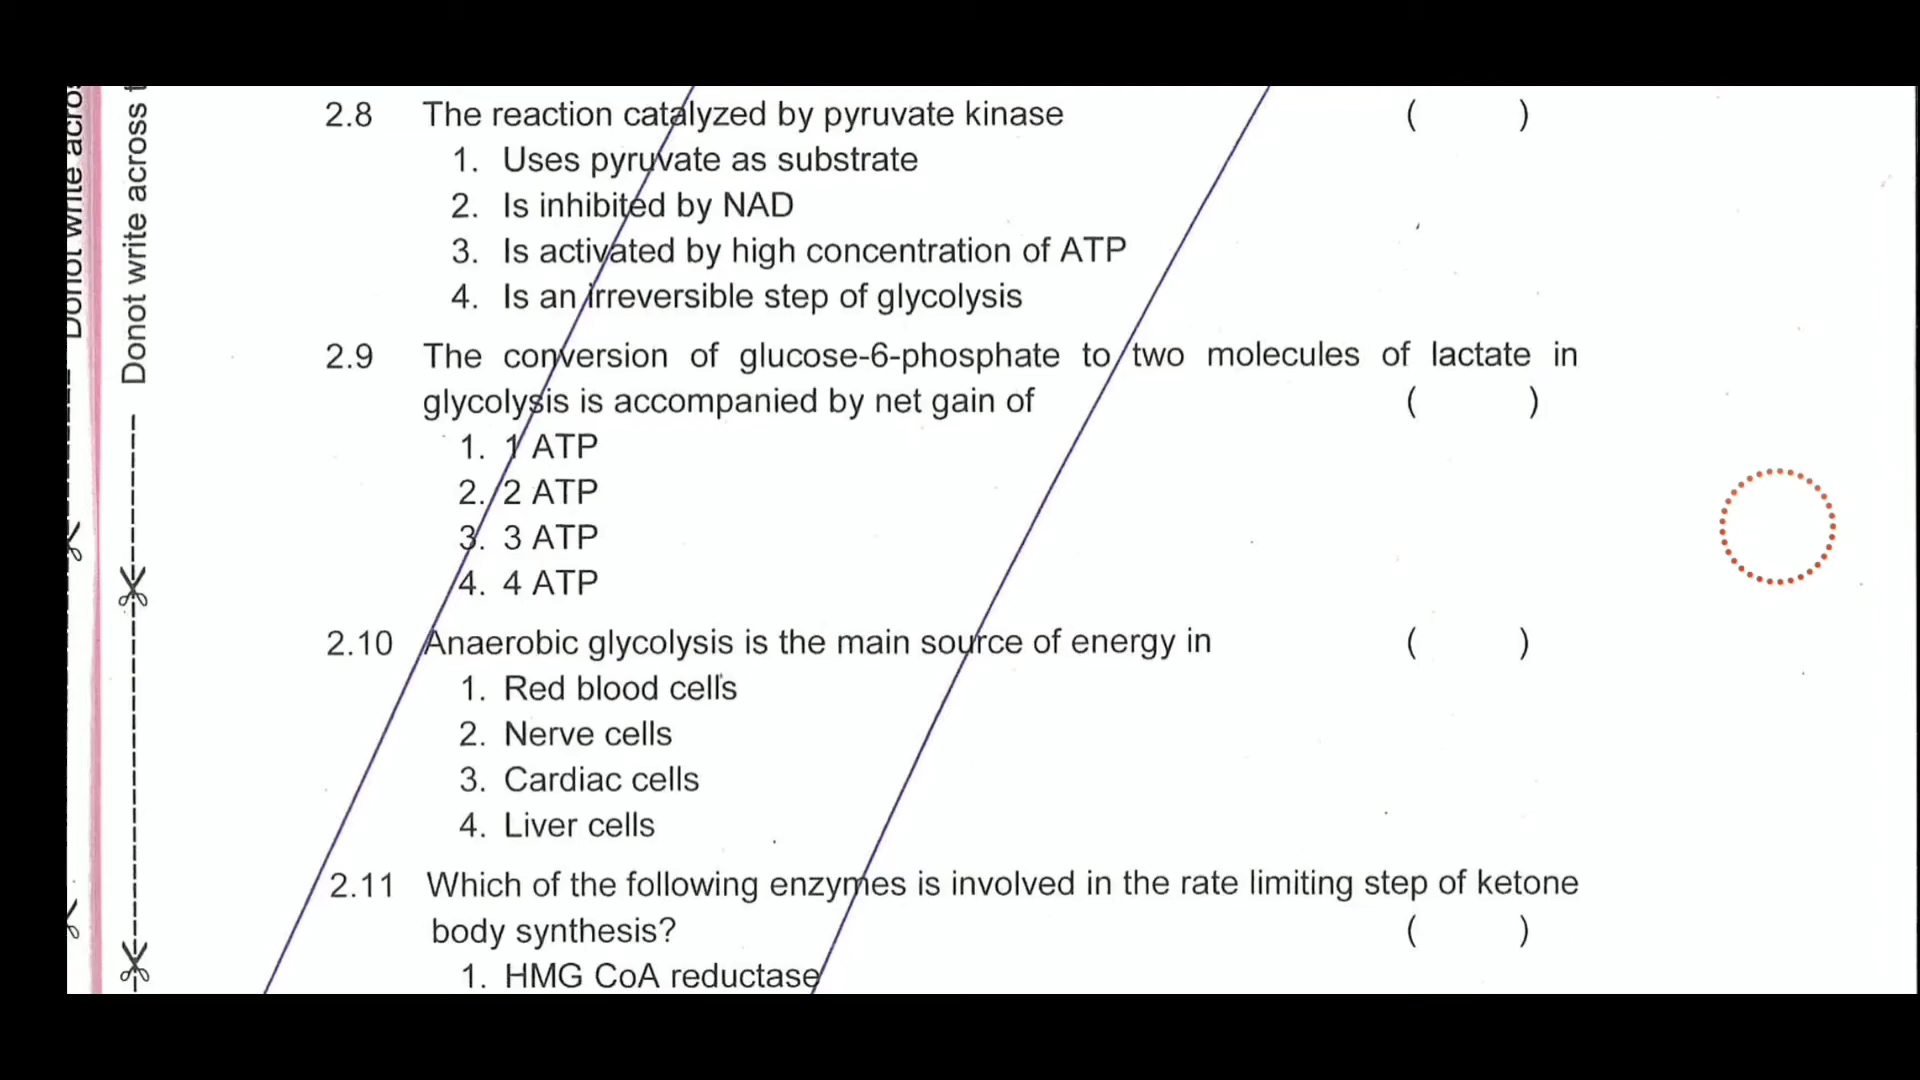 Donot write across
Donot write across t
2.8 The reaction catalyzed by pyruvate kinase ( )
1. Uses pyruvate as substrate
2. Is inhibited by NAD
3. Is activated by high concentration of ATP
4. Is an irreversible step of glycolysis
2.9 The conversion of glucose-6-phosphate to two molecules of lactate in
glycolysis is accompanied by net gain of ( )
1. 1 ATP
2. 2 ATP
3. 3 ATP
4. 4 ATP
2.10 Anaerobic glycolysis is the main source of energy in ( )
1. Red blood cells
2. Nerve cells
3. Cardiac cells
4. Liver cells
2.11 Which of the following enzymes is involved in the rate limiting step of ketone
body synthesis? ( )
1. HMG CoA reductase